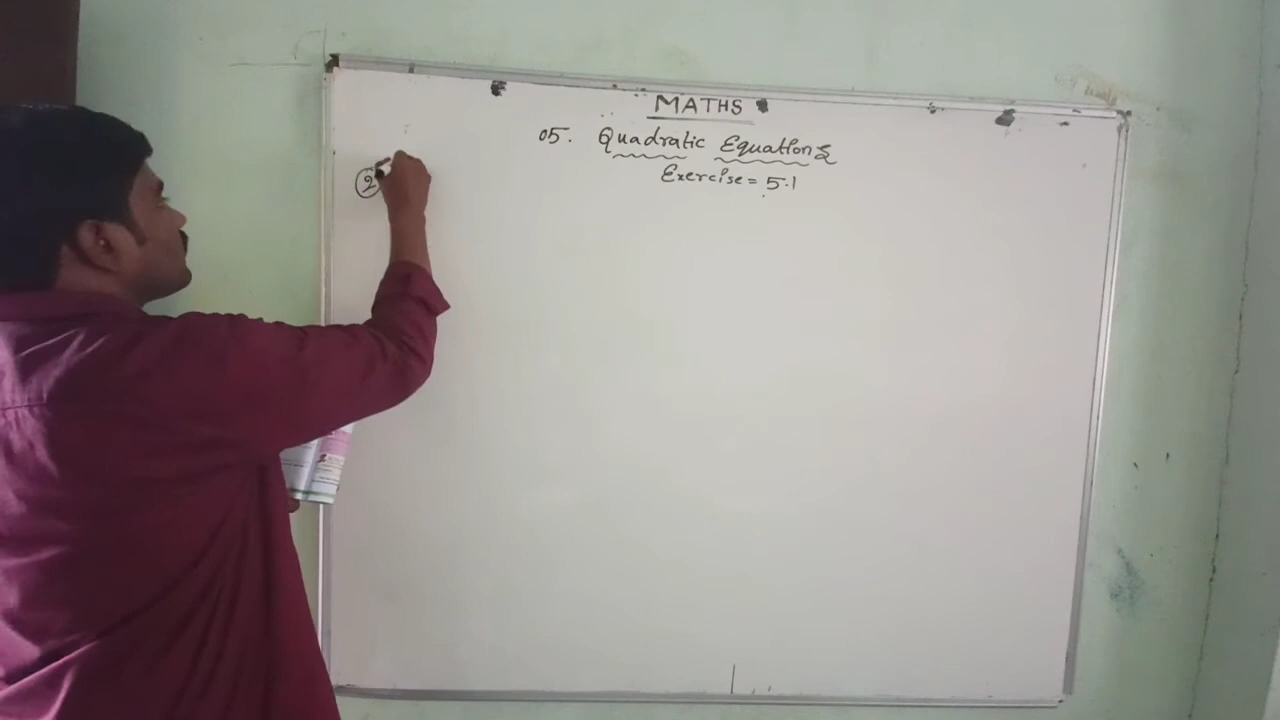 MATHS
05. Quadratic Equations
Exercise = 5.1
2